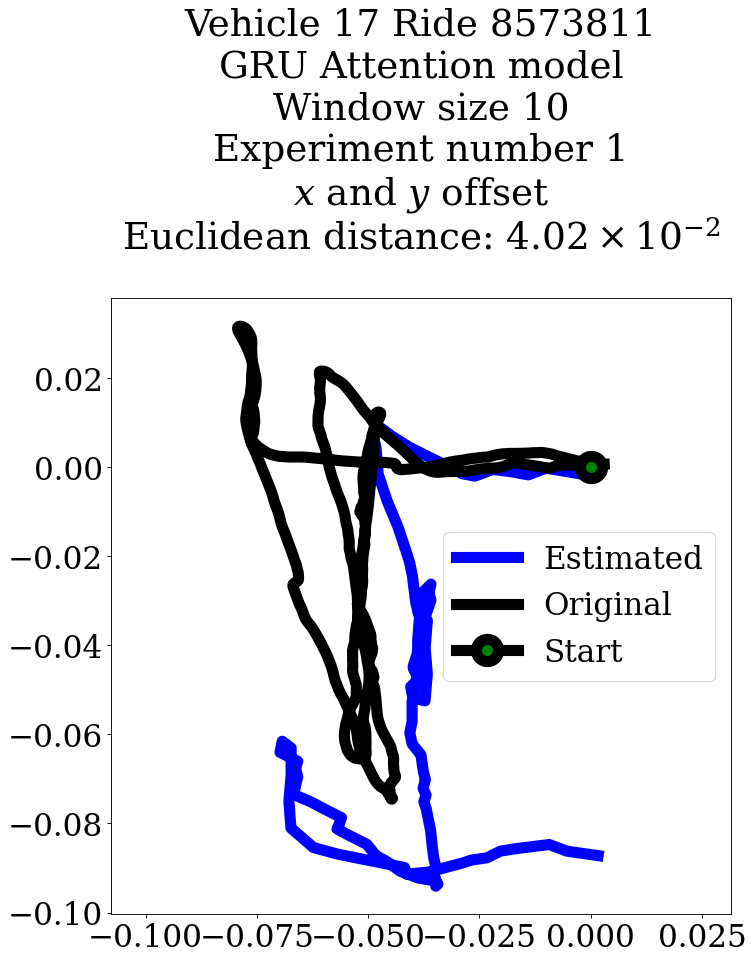 Vehicle 17 Ride 8573811
GRU Attention model
Window size 10
Experiment number 1
x and y offset
Euclidean distance: 4.02 × 10⁻²
0.02
0.00
−0.02
−0.04
−0.06
−0.08
−0.10
Estimated
Original
Start
−0.100 −0.075 −0.050 −0.025 0.000 0.025